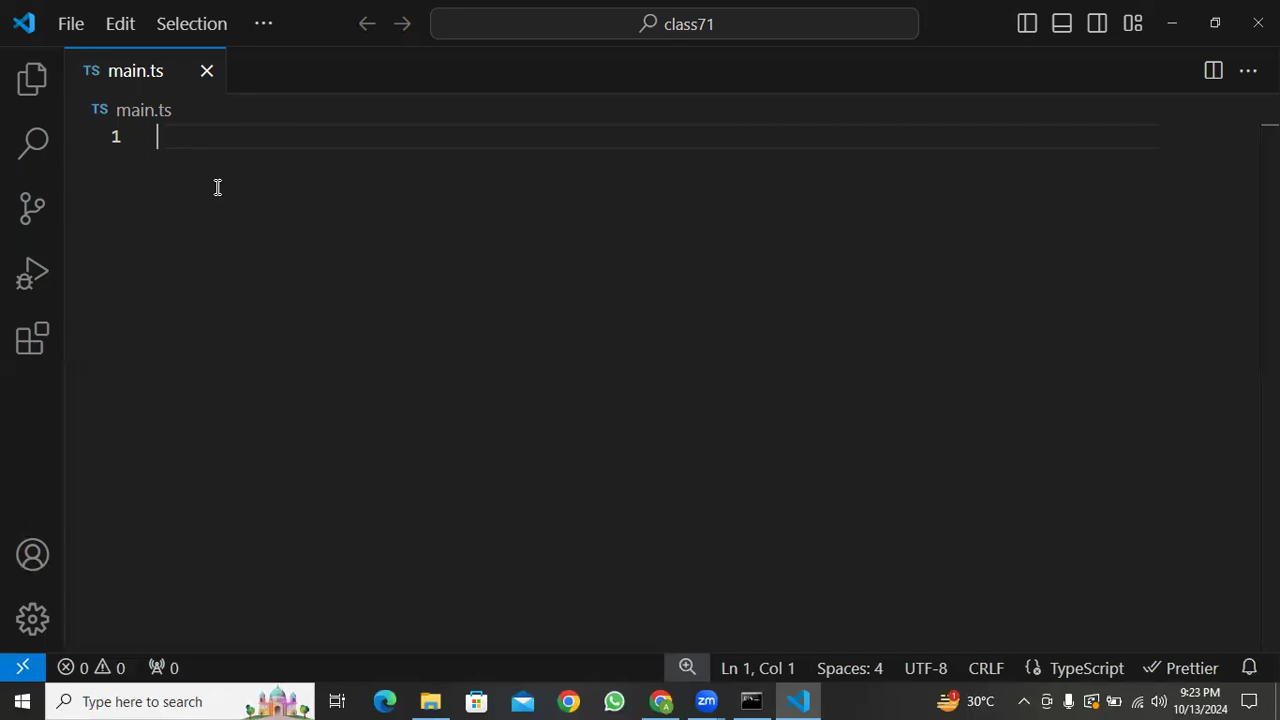 File Edit Selection ··· class71
TS main.ts
TS main.ts
1
0 0 0 Ln 1, Col 1 Spaces: 4 UTF-8 CRLF TypeScript Prettier
Type here to search 1 30°C 9:23 PM
10/13/2024